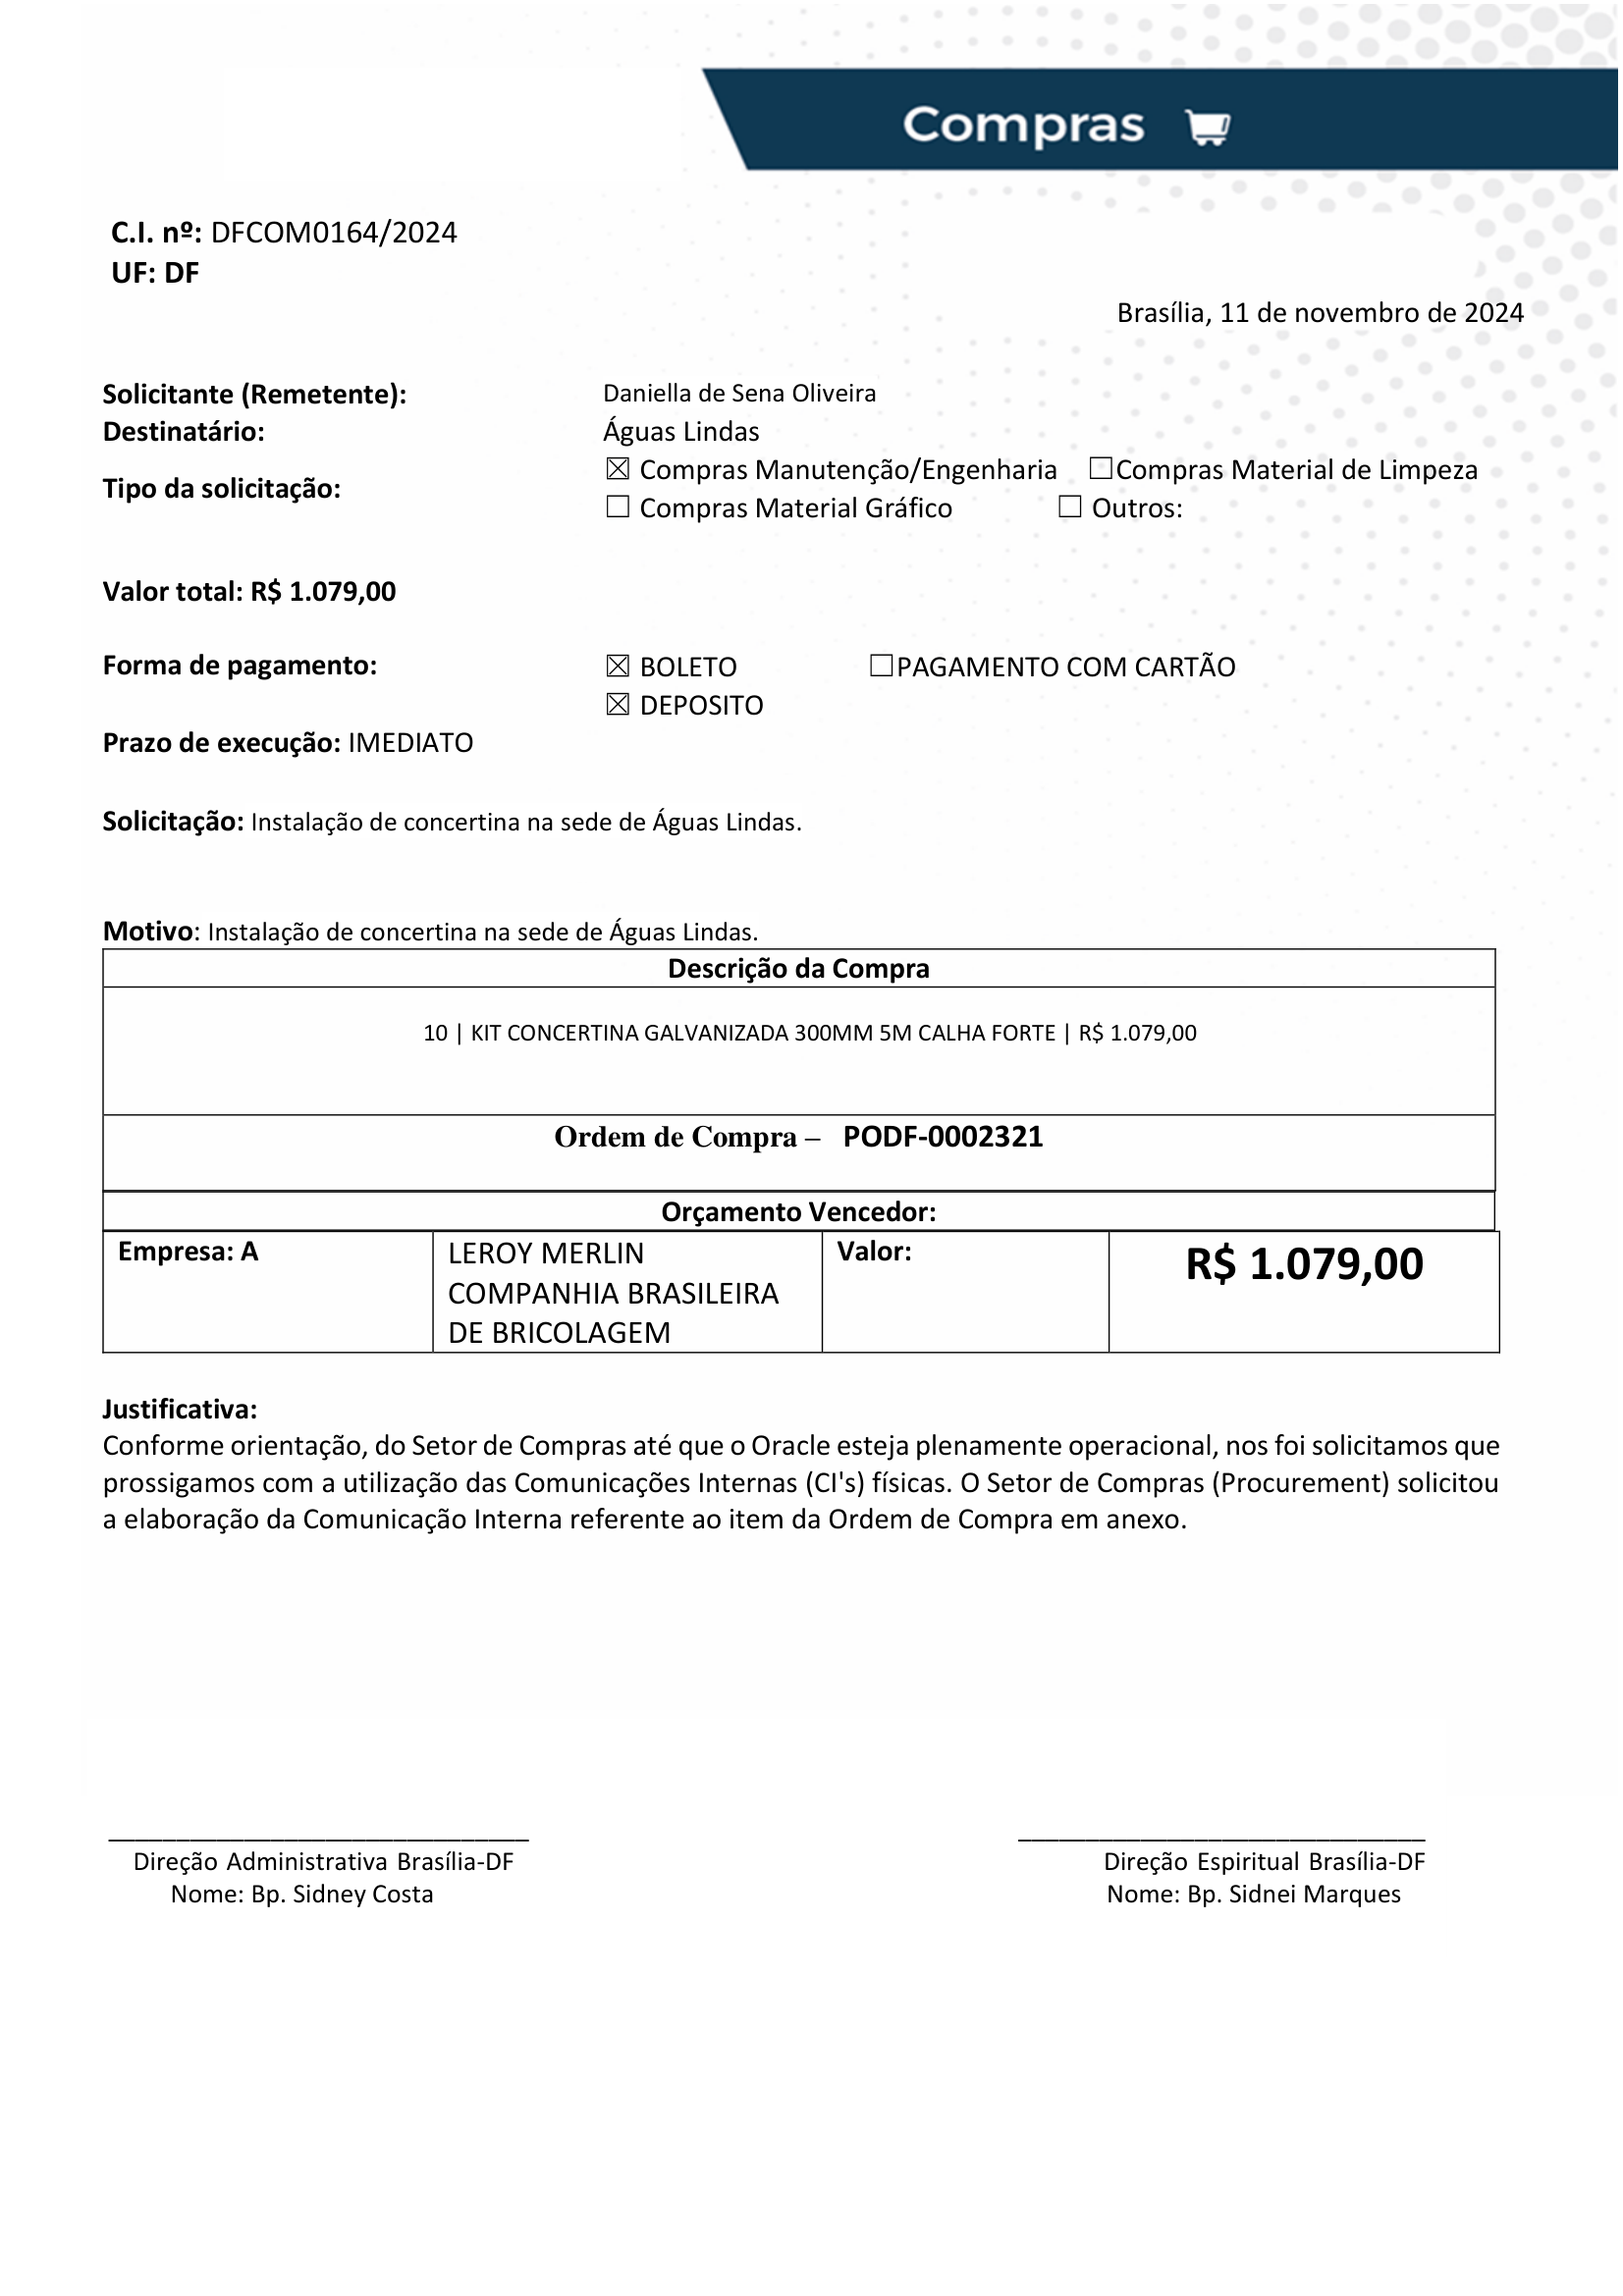 Compras
C.I. nº: DFCOM0164/2024
UF: DF
Brasília, 11 de novembro de 2024
Solicitante (Remetente): Daniella de Sena Oliveira
Destinatário: Águas Lindas
Tipo da solicitação:
☒ Compras Manutenção/Engenharia ☐Compras Material de Limpeza
☐ Compras Material Gráfico ☐ Outros:
Valor total: R$ 1.079,00
Forma de pagamento: ☒ BOLETO ☐PAGAMENTO COM CARTÃO
☒ DEPOSITO
Prazo de execução: IMEDIATO
Solicitação: Instalação de concertina na sede de Águas Lindas.
Motivo: Instalação de concertina na sede de Águas Lindas.
Descrição da Compra
10 | KIT CONCERTINA GALVANIZADA 300MM 5M CALHA FORTE | R$ 1.079,00
Ordem de Compra – PODF-0002321
Orçamento Vencedor:
Empresa: A LEROY MERLIN Valor: R$ 1.079,00
COMPANHIA BRASILEIRA
DE BRICOLAGEM
Justificativa:
Conforme orientação, do Setor de Compras até que o Oracle esteja plenamente operacional, nos foi solicitamos que
prossigamos com a utilização das Comunicações Internas (CI's) físicas. O Setor de Compras (Procurement) solicitou
a elaboração da Comunicação Interna referente ao item da Ordem de Compra em anexo.
Direção Administrativa Brasília-DF Direção Espiritual Brasília-DF
Nome: Bp. Sidney Costa Nome: Bp. Sidnei Marques